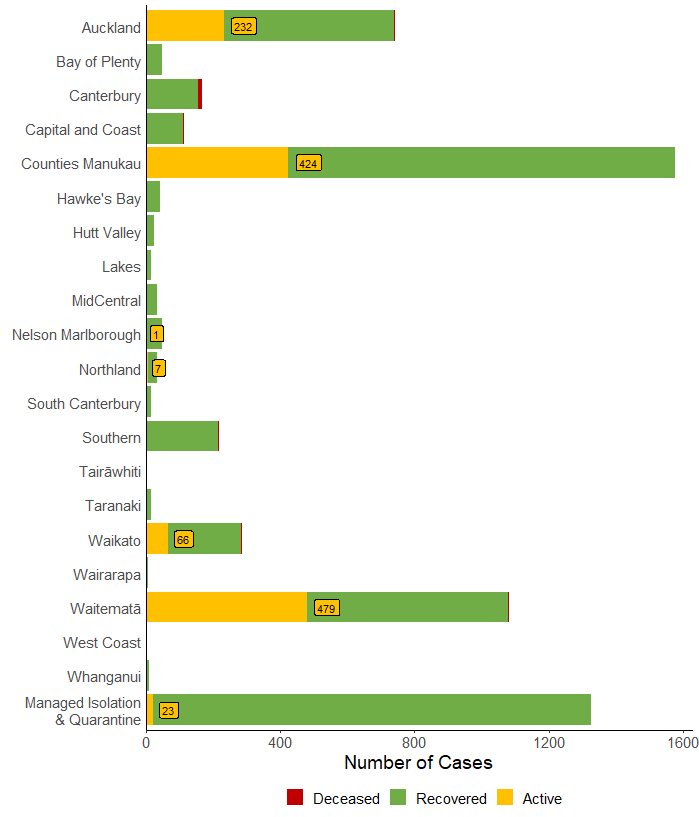 Auckland
232
Bay of Plenty
Canterbury
Capital and Coast
Counties Manukau
424
Hawke's Bay
Hutt Valley
Lakes
MidCentral
Nelson Marlborough
1
Northland
7
South Canterbury
Southern
Tairāwhiti
Taranaki
Waikato
66
Wairarapa
Waitematā
479
West Coast
Whanganui
Managed Isolation
& Quarantine
23
0 400 800 1200 1600
Number of Cases
Deceased Recovered Active